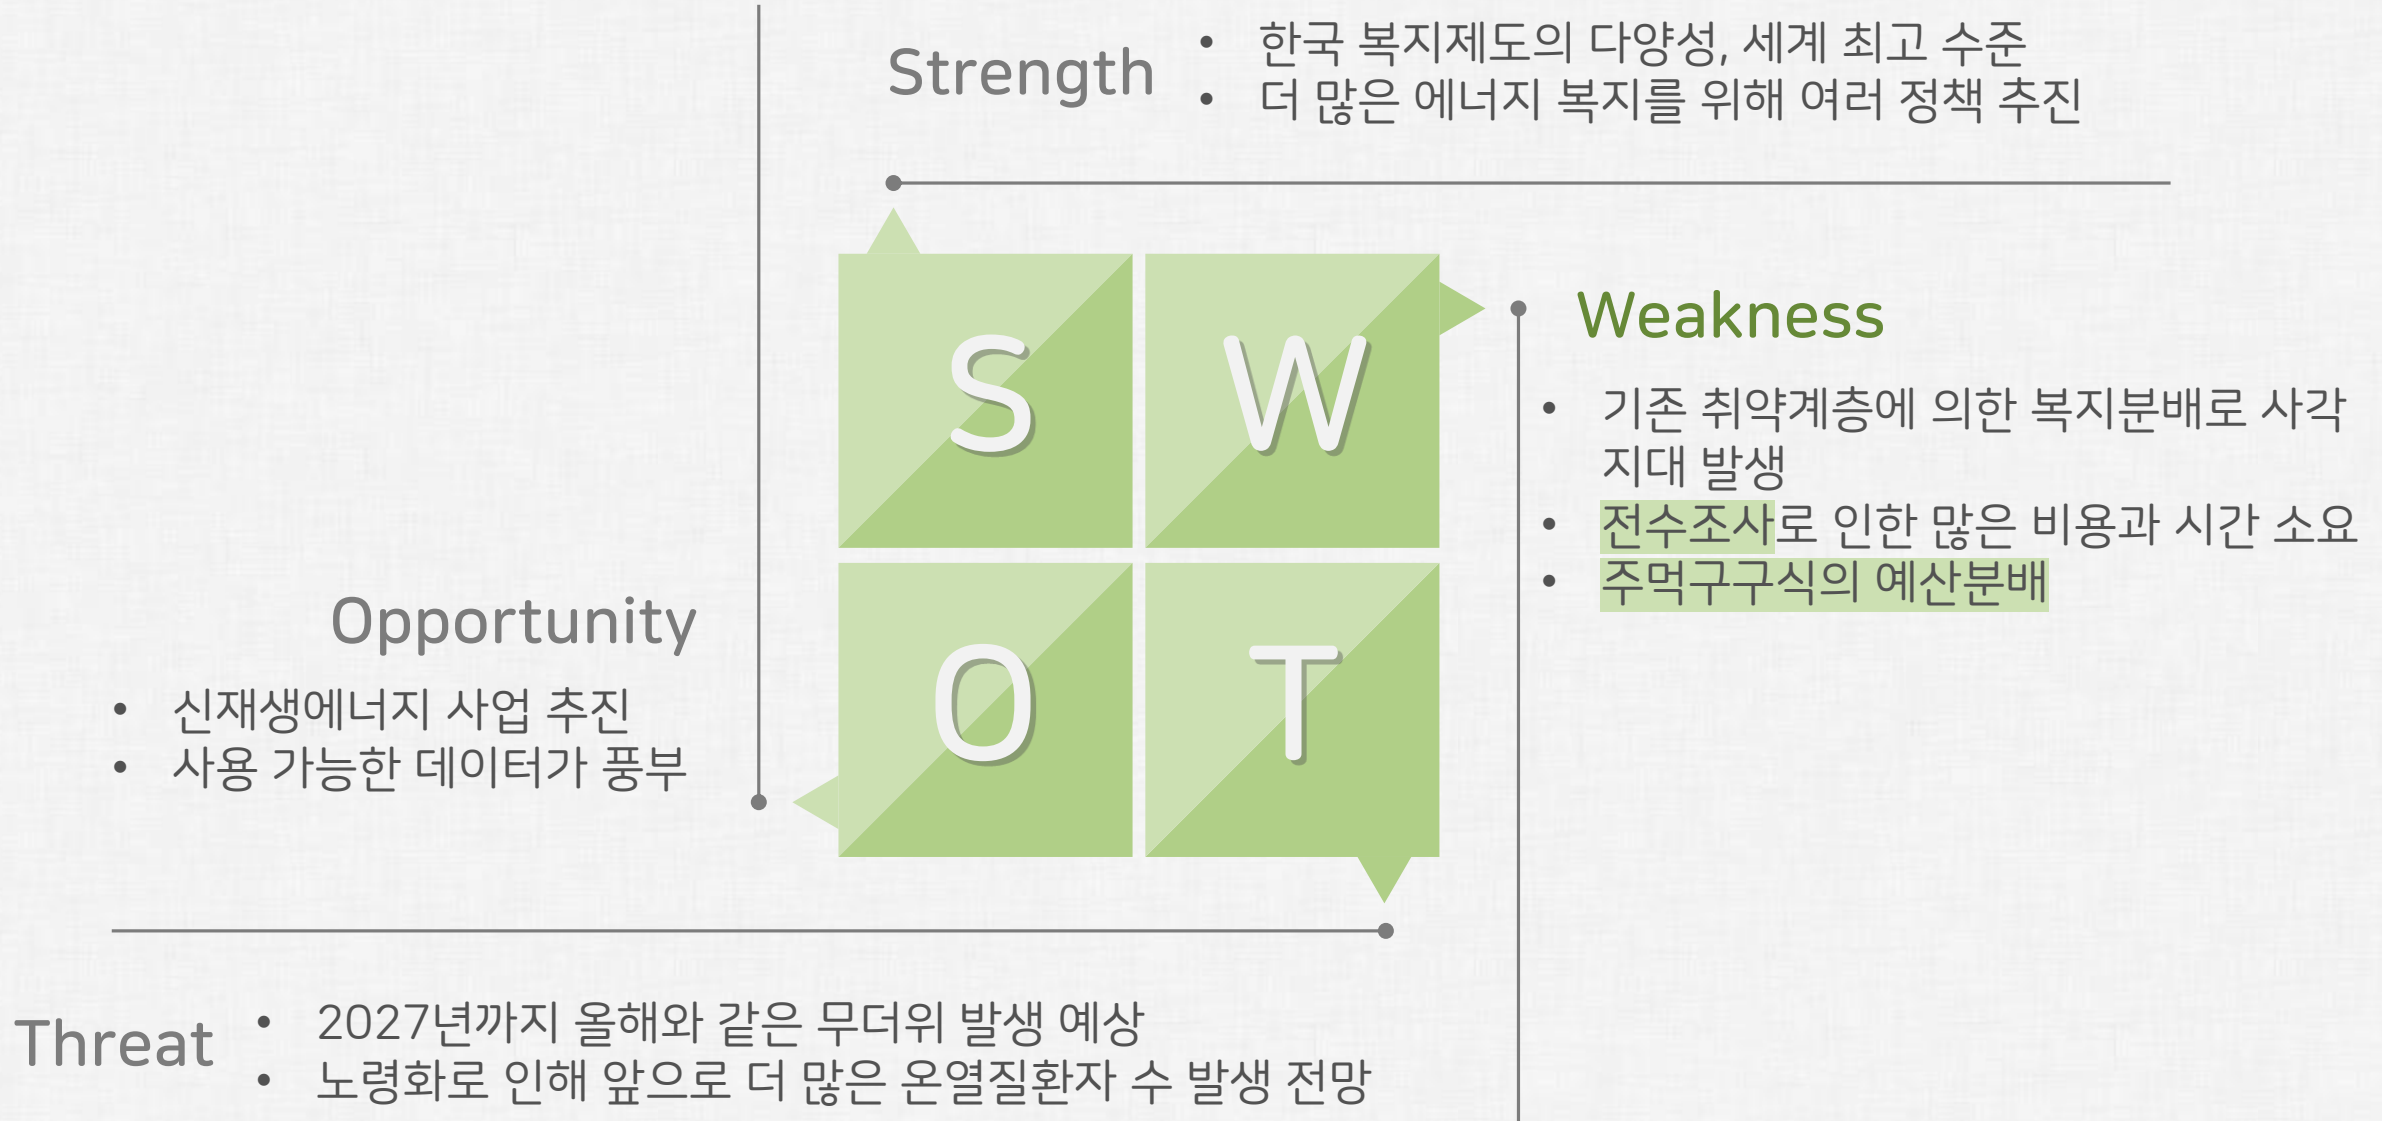 Strength
• 한국 복지제도의 다양성, 세계 최고 수준
• 더 많은 에너지 복지를 위해 여러 정책 추진
S
W
O
T
Weakness
• 기존 취약계층에 의한 복지분배로 사각
지대 발생
• 전수조사로 인한 많은 비용과 시간 소요
• 주먹구구식의 예산분배
Opportunity
• 신재생에너지 사업 추진
• 사용 가능한 데이터가 풍부
Threat
• 2027년까지 올해와 같은 무더위 발생 예상
• 노령화로 인해 앞으로 더 많은 온열질환자 수 발생 전망